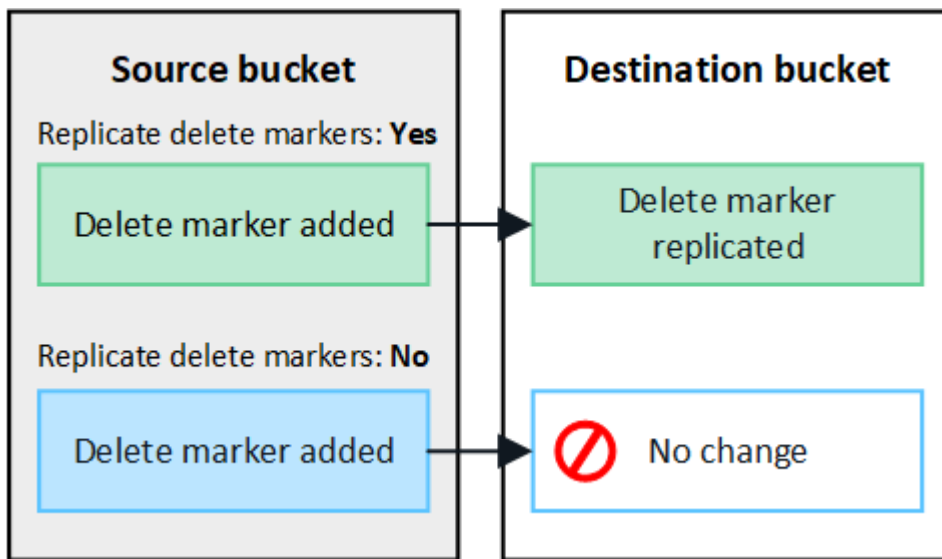 Source bucket
Replicate delete markers: Yes
Delete marker added
Replicate delete markers: No
Delete marker added
Destination bucket
Delete marker
replicated
No change